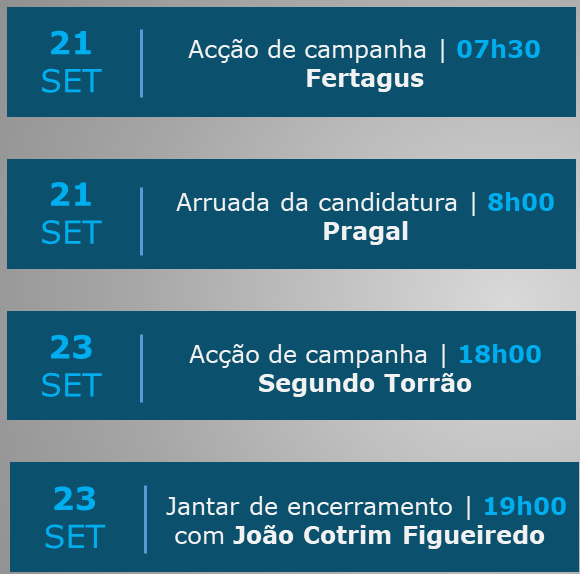 21
SET
Acção de campanha | 07h30
Fertagus
21
SET
Arruada da candidatura | 8h00
Pragal
23
SET
Acção de campanha | 18h00
Segundo Torrão
23
SET
Jantar de encerramento | 19h00
com João Cotrim Figueiredo